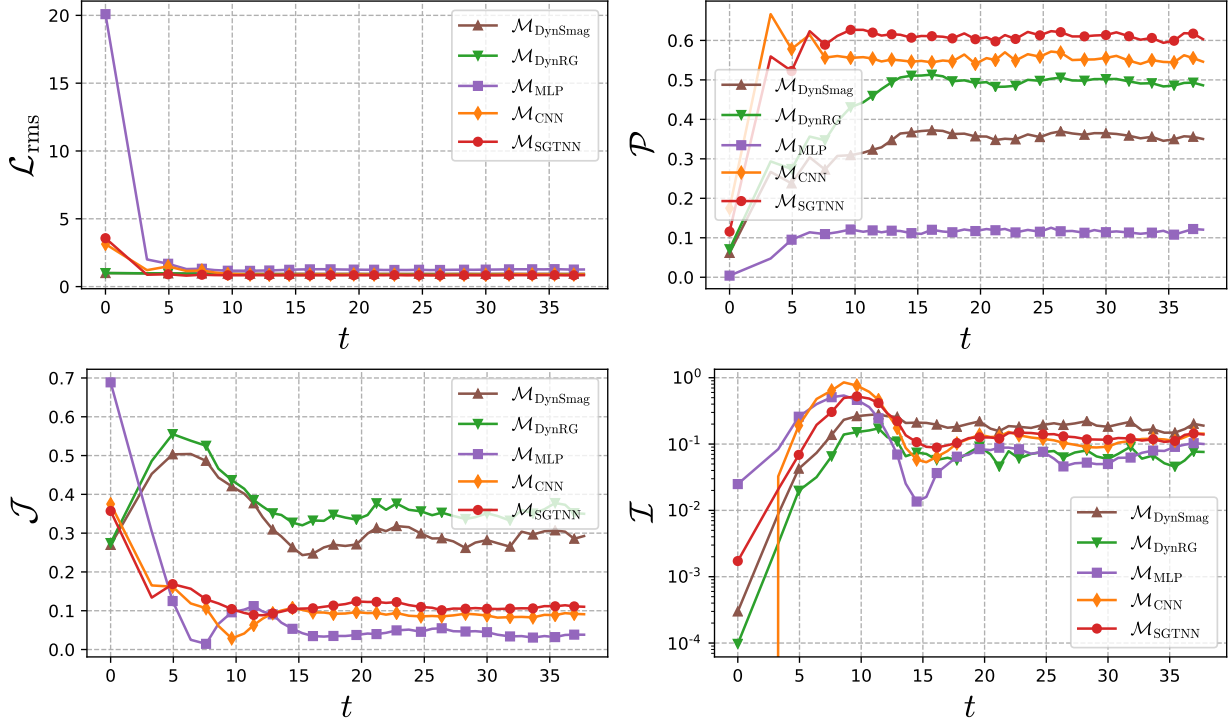 20
15
10
5
0
0 5 10 15 20 25 30 35
ℒrms
t
ℳDynSmag
ℳDynRG
ℳMLP
ℳCNN
ℳSGTNN
0.6
0.5
0.4
0.3
0.2
0.1
0.0
0 5 10 15 20 25 30 35
𝒫
t
ℳDynSmag
ℳDynRG
ℳMLP
ℳCNN
ℳSGTNN
0.7
0.6
0.5
0.4
0.3
0.2
0.1
0.0
0 5 10 15 20 25 30 35
𝒥
t
ℳDynSmag
ℳDynRG
ℳMLP
ℳCNN
ℳSGTNN
10⁰
10⁻¹
10⁻²
10⁻³
10⁻⁴
0 5 10 15 20 25 30 35
ℐ
t
ℳDynSmag
ℳDynRG
ℳMLP
ℳCNN
ℳSGTNN